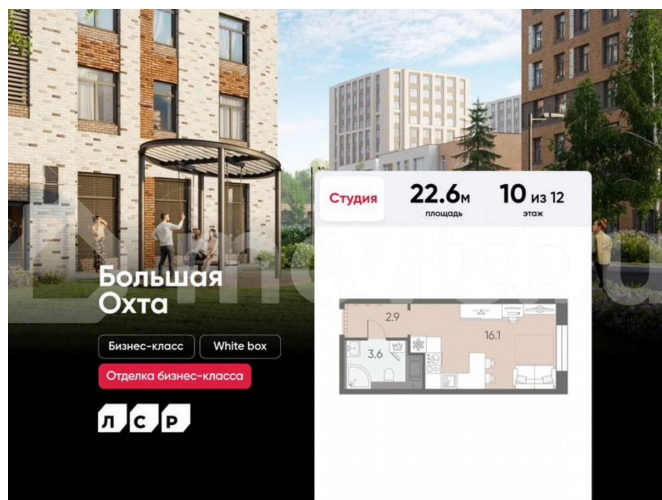 Студия
22.6м
площадь
10 из 12
этаж
Большая
Охта
Бизнес-класс
White box
Отделка бизнес-класса
ЛСР
2.9
3.6
16.1